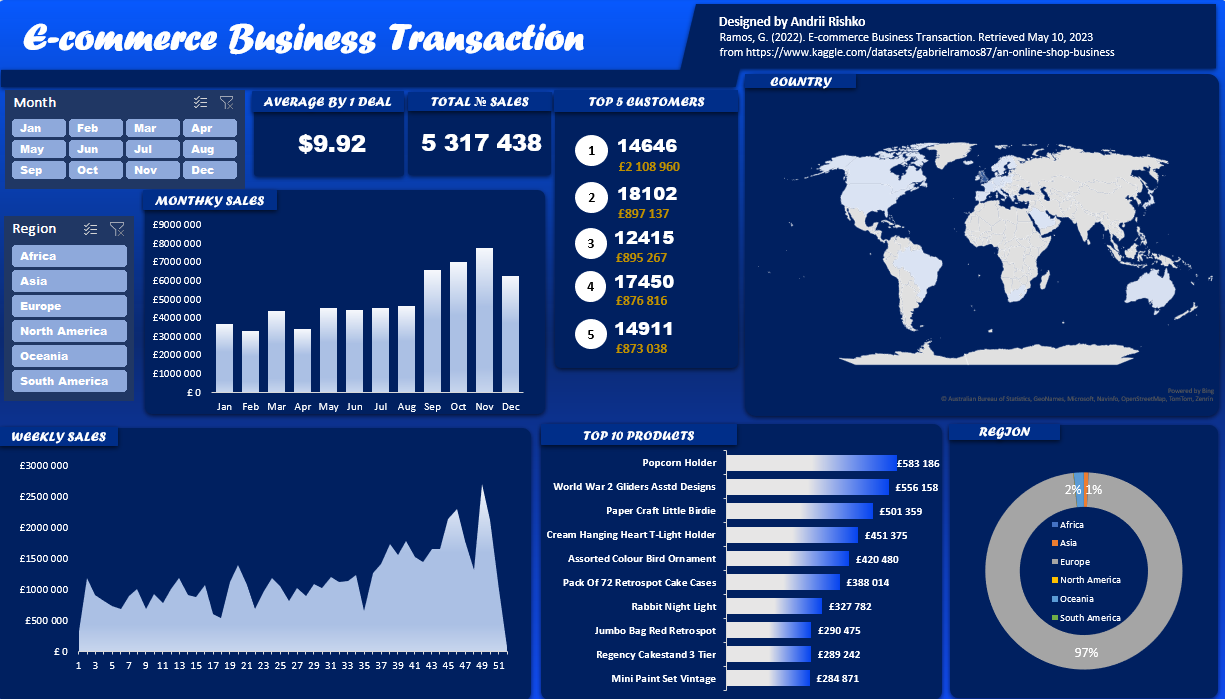 E-commerce Business Transaction
Designed by Andrii Rishko
Ramos, G. (2022). E-commerce Business Transaction. Retrieved May 10, 2023
from https://www.kaggle.com/datasets/gabrielramos87/an-online-shop-business
Month
Jan Feb Mar Apr
May Jun Jul Aug
Sep Oct Nov Dec
AVERAGE BY 1 DEAL
$9.92
TOTAL № SALES
5 317 438
TOP 5 CUSTOMERS
1 14646
£2 108 960
2 18102
£897 137
3 12415
£895 267
4 17450
£876 816
5 14911
£873 038
COUNTRY
Powered by Bing
© Australian Bureau of Statistics, GeoNames, Microsoft, Navinfo, OpenStreetMap, TomTom, Zenrin
Region
Africa
Asia
Europe
North America
Oceania
South America
MONTHKY SALES
£9000 000
£8000 000
£7000 000
£6000 000
£5000 000
£4000 000
£3000 000
£2000 000
£1000 000
£0
Jan Feb Mar Apr May Jun Jul Aug Sep Oct Nov Dec
WEEKLY SALES
£3000 000
£2500 000
£2000 000
£1500 000
£1000 000
£500 000
£0
1 3 5 7 9 11 13 15 17 19 21 23 25 27 29 31 33 35 37 39 41 43 45 47 49 51
TOP 10 PRODUCTS
Popcorn Holder £583 186
World War 2 Gliders Asstd Designs £556 158
Paper Craft Little Birdie £501 359
Cream Hanging Heart T-Light Holder £451 375
Assorted Colour Bird Ornament £420 480
Pack Of 72 Retrospot Cake Cases £388 014
Rabbit Night Light £327 782
Jumbo Bag Red Retrospot £290 475
Regency Cakestand 3 Tier £289 242
Mini Paint Set Vintage £284 871
REGION
2% 1%
Africa
Asia
Europe
North America
Oceania
South America
97%